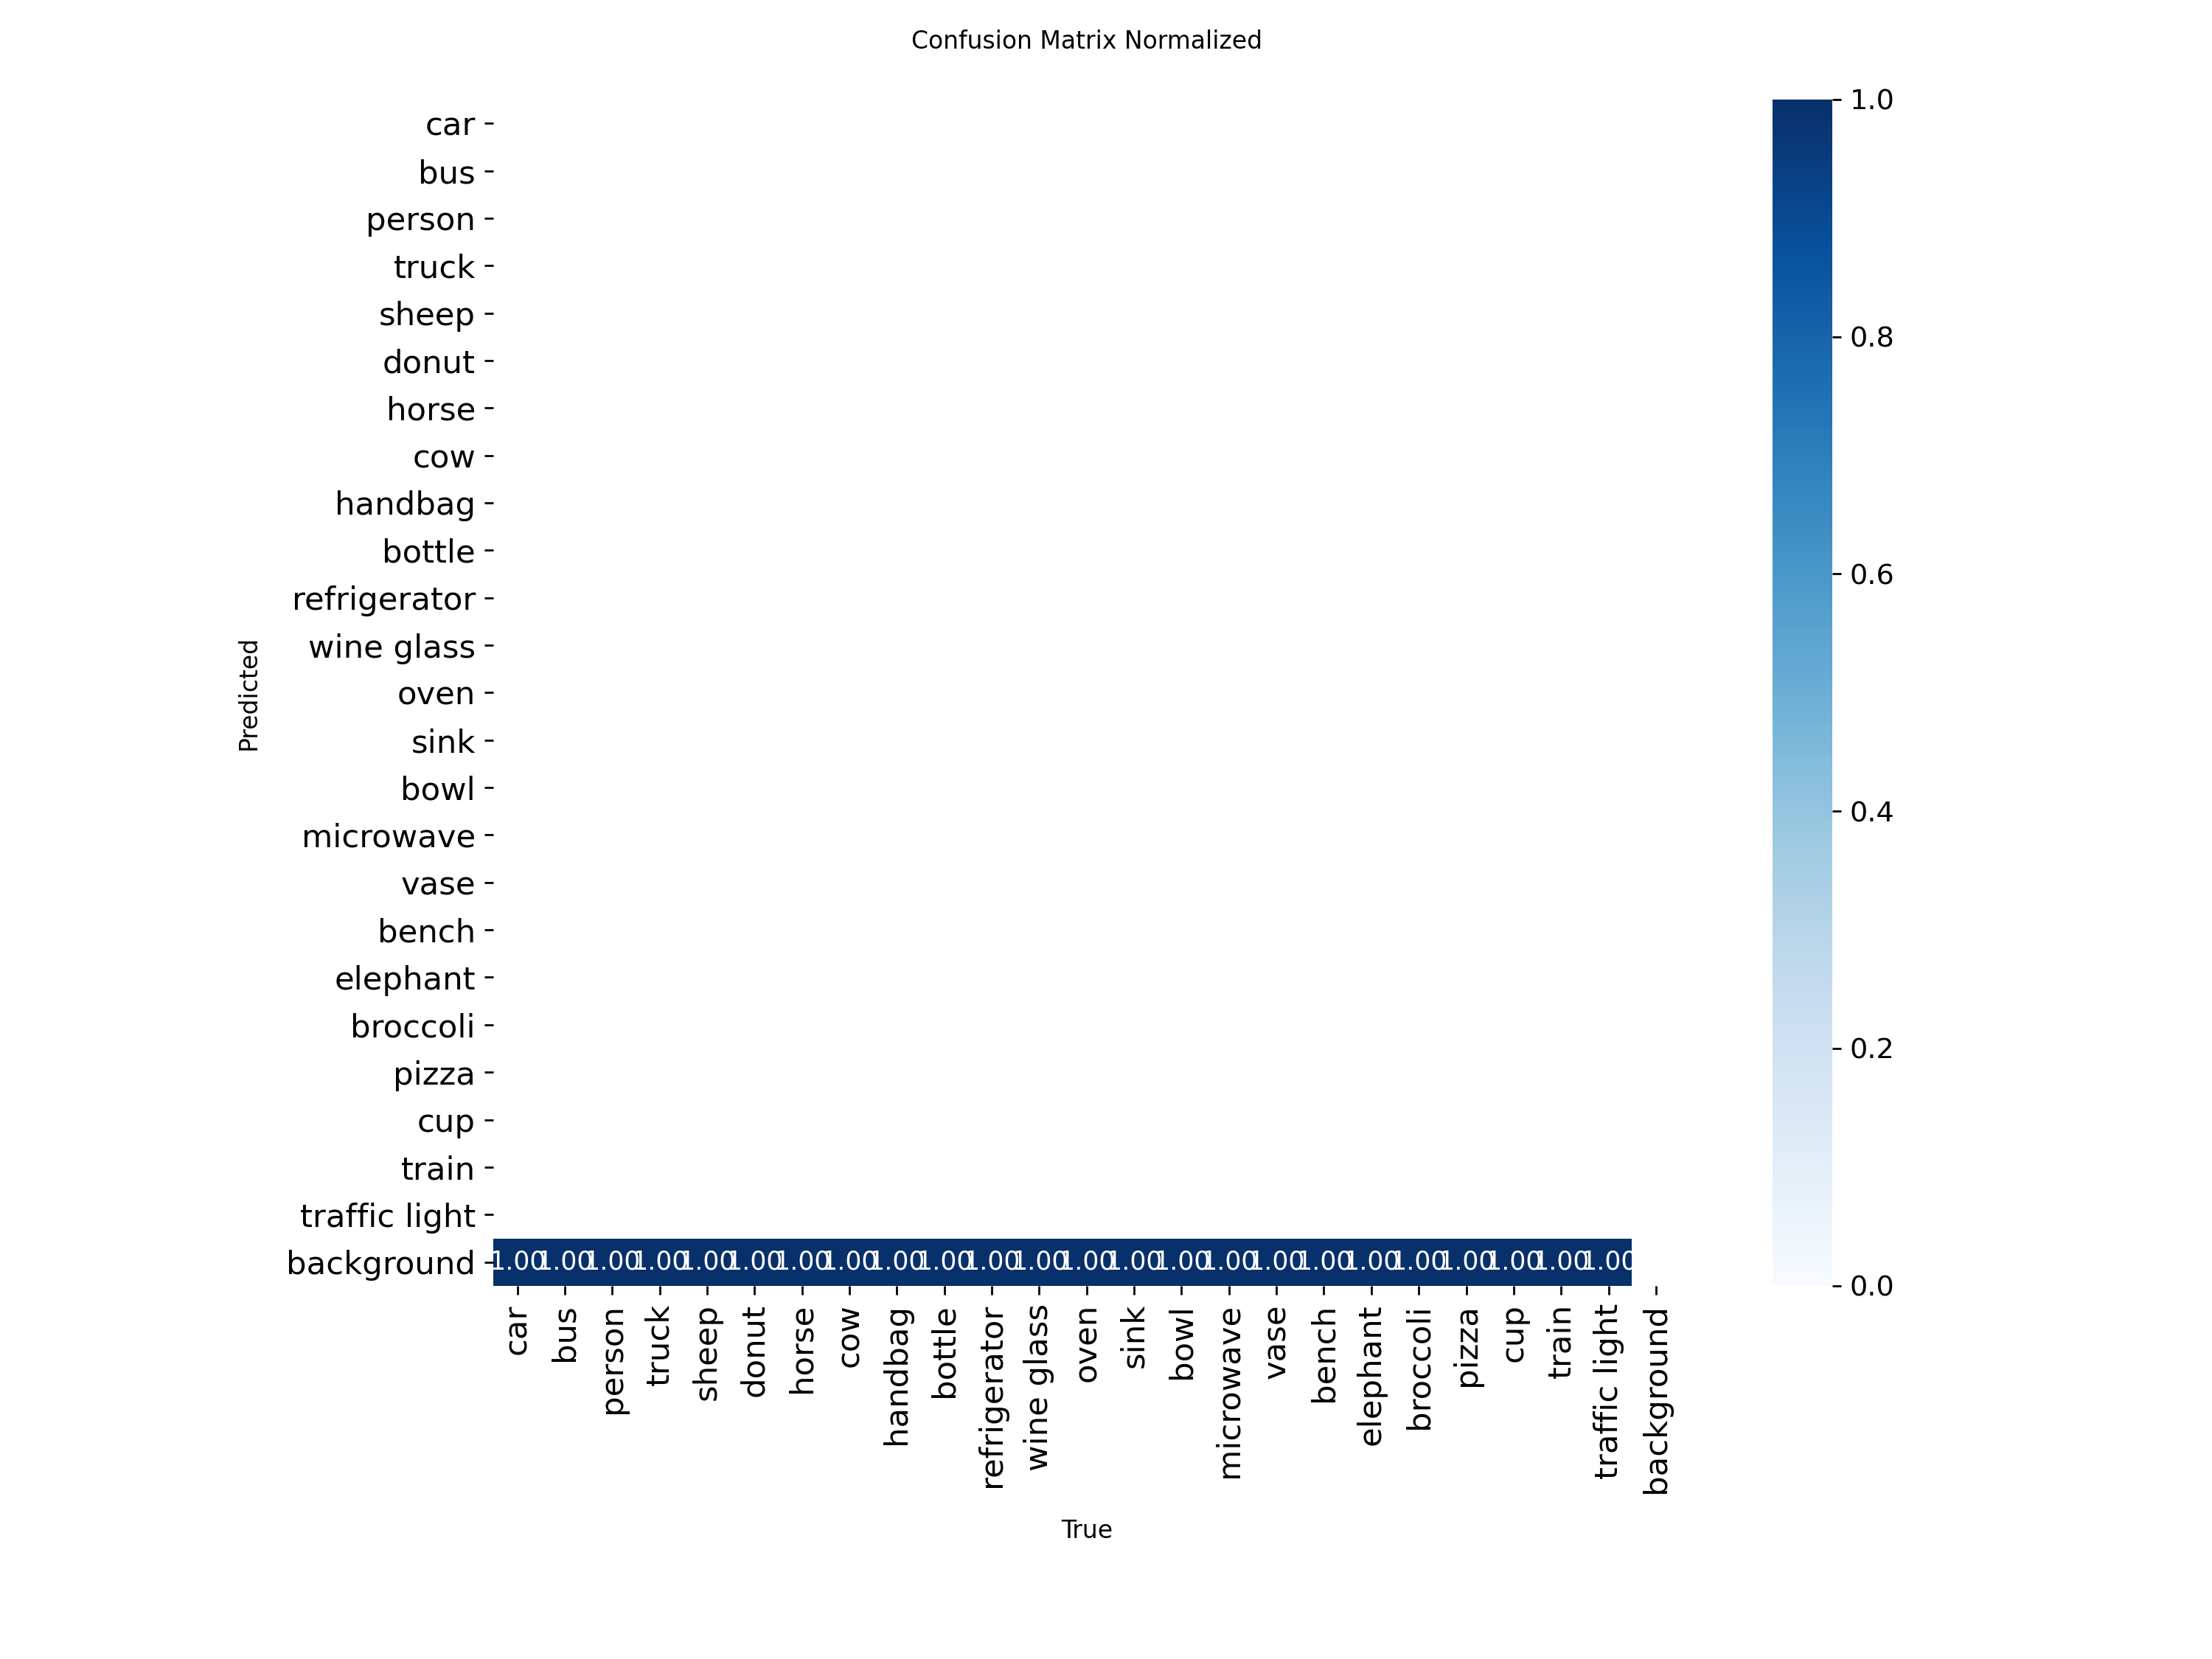 Confusion Matrix Normalized
car
bus
person
truck
sheep
donut
horse
cow
handbag
bottle
refrigerator
wine glass
oven
sink
bowl
microwave
vase
bench
elephant
broccoli
pizza
cup
train
traffic light
background
Predicted
1.00 1.00 1.00 1.00 1.00 1.00 1.00 1.00 1.00 1.00 1.00 1.00 1.00 1.00 1.00 1.00 1.00 1.00 1.00 1.00 1.00 1.00 1.00 1.00
car
bus
person
truck
sheep
donut
horse
cow
handbag
bottle
refrigerator
wine glass
oven
sink
bowl
microwave
vase
bench
elephant
broccoli
pizza
cup
train
traffic light
background
True
1.0
0.8
0.6
0.4
0.2
0.0